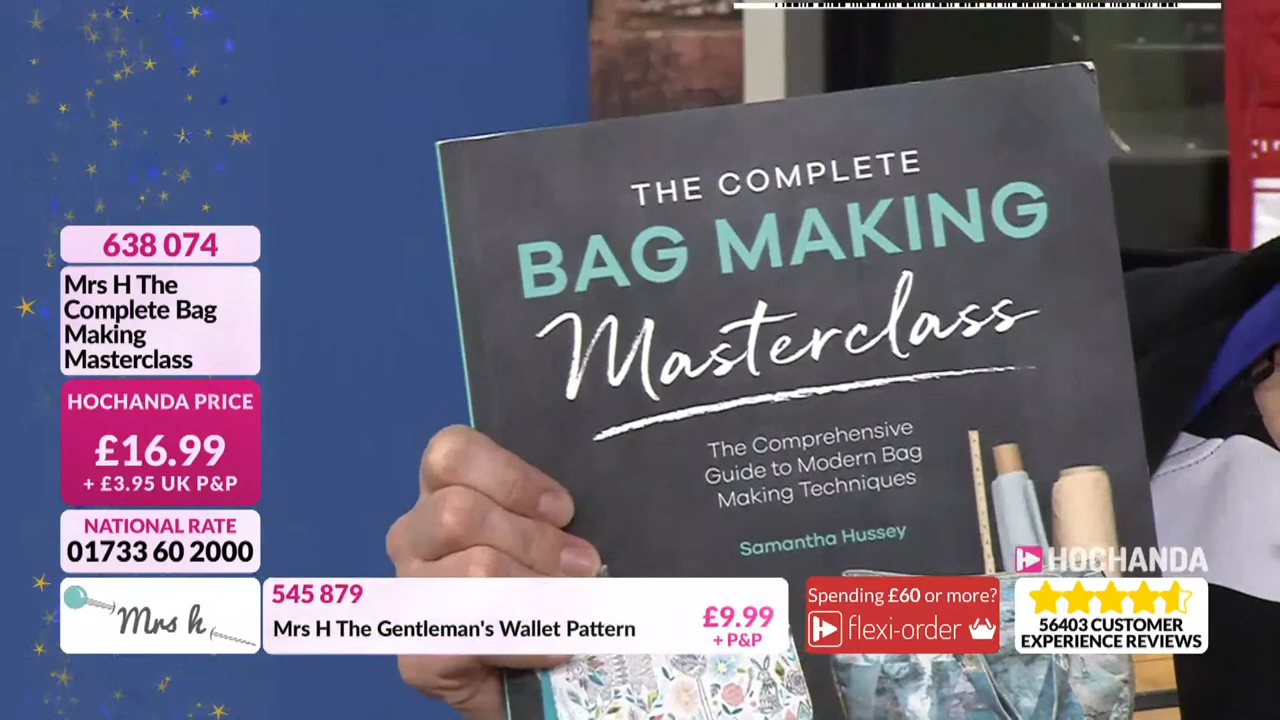 THE COMPLETE
BAG MAKING
Masterclass
The Comprehensive
Guide to Modern Bag
Making Techniques
Samantha Hussey
638 074
Mrs H The
Complete Bag
Making
Masterclass
HOCHANDA PRICE
£16.99
+ £3.95 UK P&P
NATIONAL RATE
01733 60 2000
Mrs h
545 879
Mrs H The Gentleman's Wallet Pattern
£9.99
+ P&P
Spending £60 or more?
flexi-order
HOCHANDA
56403 CUSTOMER
EXPERIENCE REVIEWS